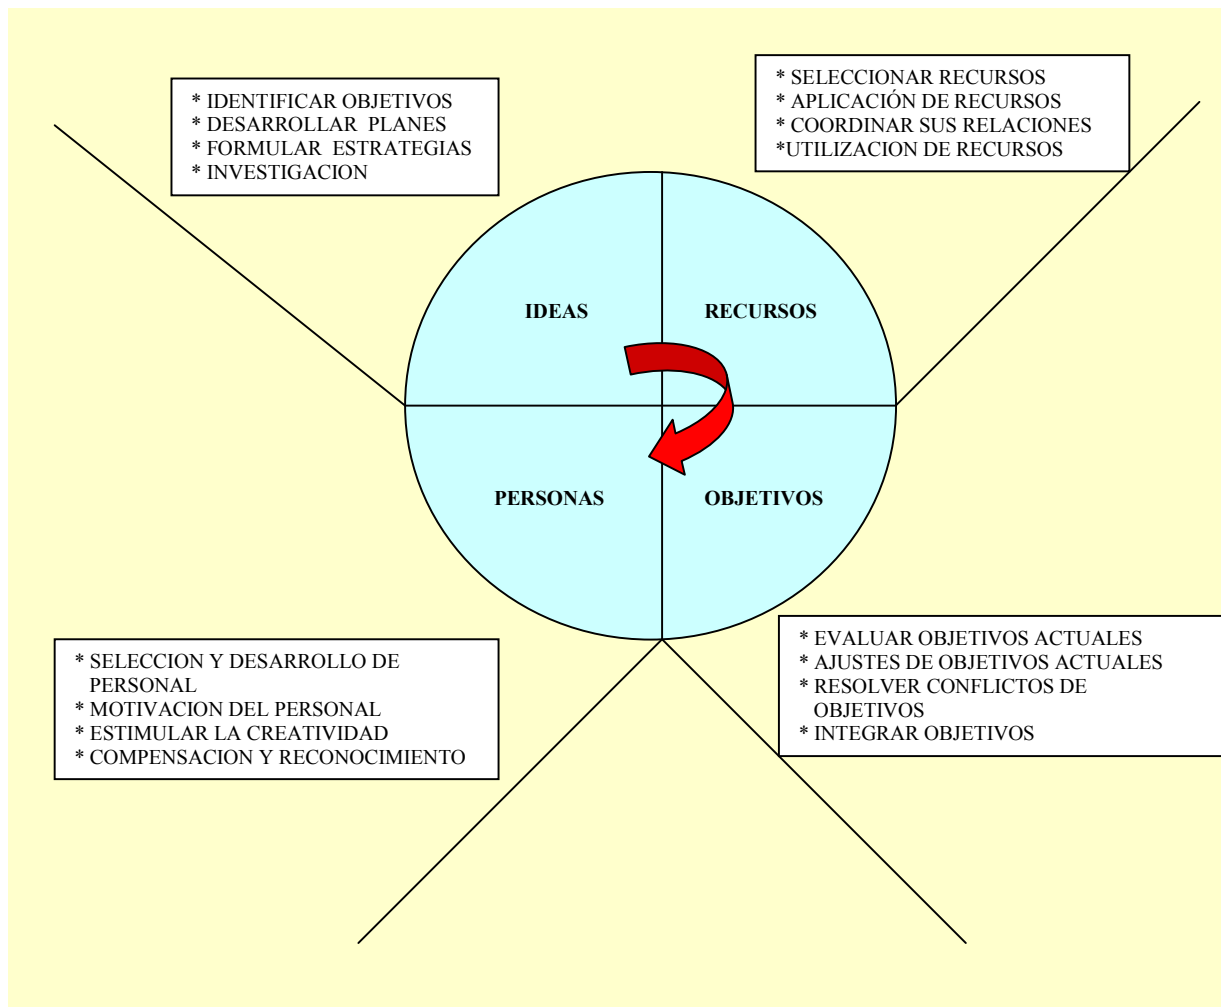 * IDENTIFICAR OBJETIVOS
* DESARROLLAR PLANES
* FORMULAR ESTRATEGIAS
* INVESTIGACION
* SELECCIONAR RECURSOS
* APLICACIÓN DE RECURSOS
* COORDINAR SUS RELACIONES
*UTILIZACION DE RECURSOS
IDEAS
RECURSOS
PERSONAS
OBJETIVOS
* SELECCION Y DESARROLLO DE
PERSONAL
* MOTIVACION DEL PERSONAL
* ESTIMULAR LA CREATIVIDAD
* COMPENSACION Y RECONOCIMIENTO
* EVALUAR OBJETIVOS ACTUALES
* AJUSTES DE OBJETIVOS ACTUALES
* RESOLVER CONFLICTOS DE
OBJETIVOS
* INTEGRAR OBJETIVOS